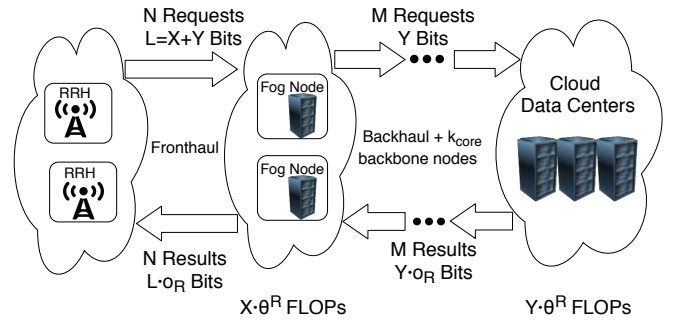 N Requests
L=X+Y Bits
M Requests
Y Bits
RRH
RRH
Fronthaul
Fog Node
Fog Node
Backhaul + k_core
backbone nodes
Cloud
Data Centers
N Results
L·o_R Bits
M Results
Y·o_R Bits
X·θ^R FLOPs
Y·θ^R FLOPs